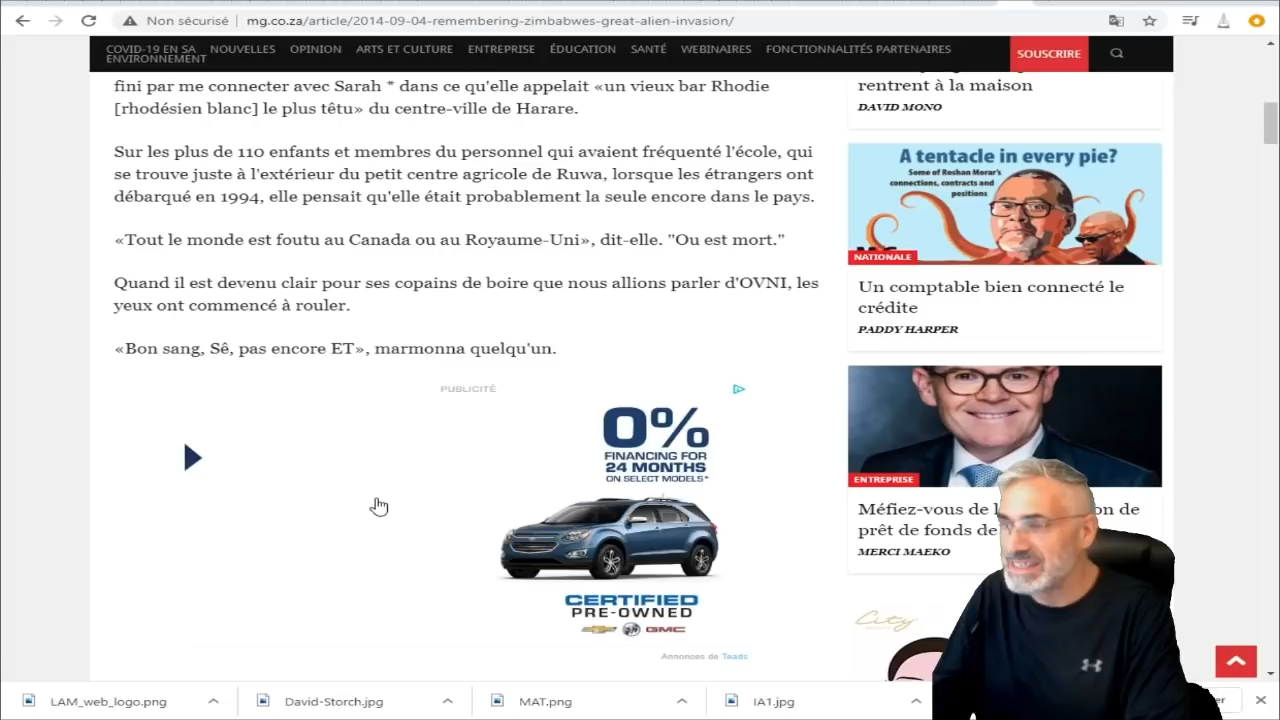 Non sécurisé
mg.co.za/article/2014-09-04-remembering-zimbabwes-great-alien-invasion/
COVID-19 EN SA NOUVELLES OPINION ARTS ET CULTURE ENTREPRISE ÉDUCATION SANTÉ WEBINAIRES FONCTIONNALITÉS PARTENAIRES
ENVIRONNEMENT
SOUSCRIRE
fini par me connecter avec Sarah * dans ce qu'elle appelait «un vieux bar Rhodie
[rhodésien blanc] le plus têtu» du centre-ville de Harare.
Sur les plus de 110 enfants et membres du personnel qui avaient fréquenté l'école, qui
se trouve juste à l'extérieur du petit centre agricole de Ruwa, lorsque les étrangers ont
débarqué en 1994, elle pensait qu'elle était probablement la seule encore dans le pays.
«Tout le monde est foutu au Canada ou au Royaume-Uni», dit-elle. "Ou est mort."
Quand il est devenu clair pour ses copains de boire que nous allions parler d'OVNI, les
yeux ont commencé à rouler.
«Bon sang, Sê, pas encore ET», marmonna quelqu'un.
PUBLICITÉ
0%
FINANCING FOR
24 MONTHS
ON SELECT MODELS*
CERTIFIED
PRE-OWNED
GMC
Annonces de Teads
rentrent à la maison
DAVID MONO
A tentacle in every pie?
Some of Roshan Morar's
connections, contracts and
positions
NATIONALE
Un comptable bien connecté le
crédite
PADDY HARPER
ENTREPRISE
Méfiez-vous de on de
prêt de fonds de
MERCI MAEKO
City
LAM_web_logo.png
David-Storch.jpg
MAT.png
IA1.jpg